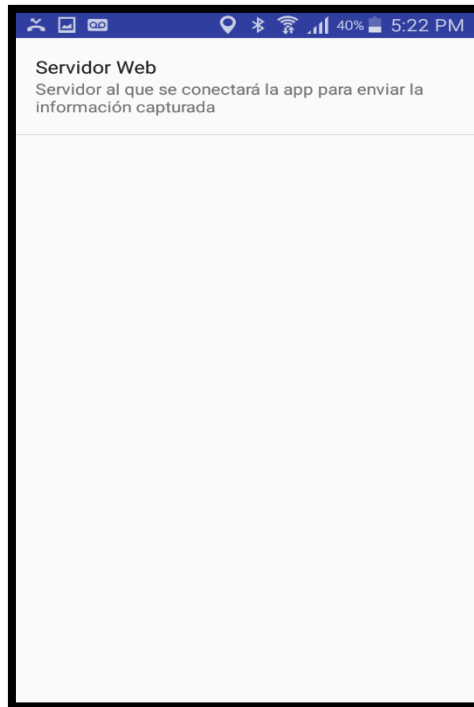 40% 5:22 PM
Servidor Web
Servidor al que se conectará la app para enviar la
información capturada